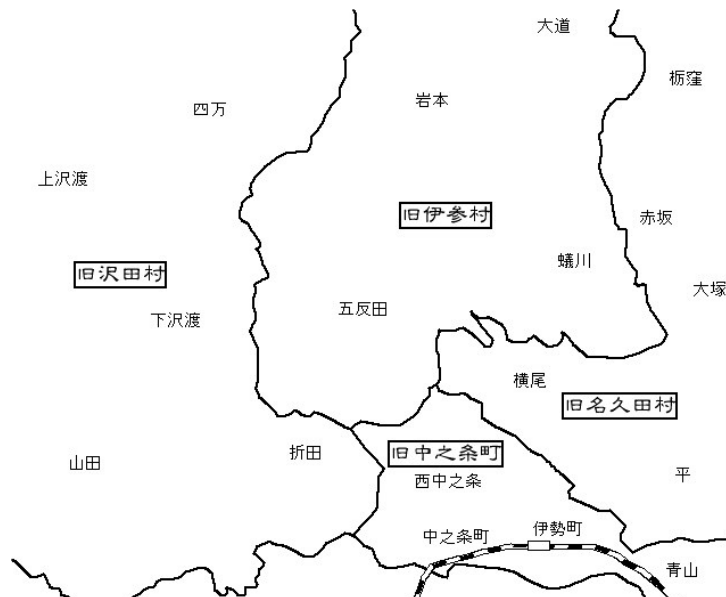 大道
栃窪
岩本
四万
上沢渡
旧伊参村
赤坂
蟻川
旧沢田村
大塚
五反田
下沢渡
横尾
旧名久田村
折田
旧中之条町
山田
平
西中之条
伊勢町
中之条町
青山